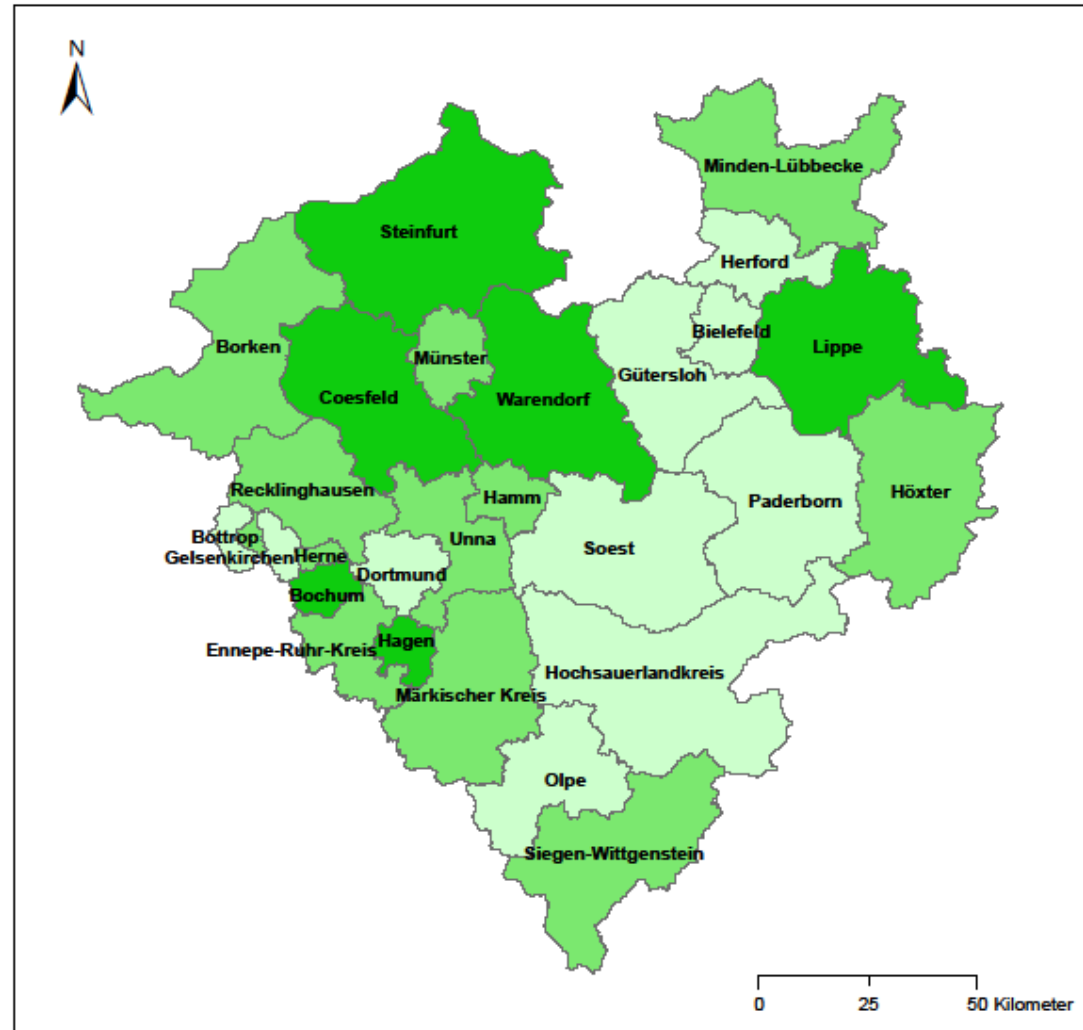 N
Minden-Lübbecke
Steinfurt
Herford
Bielefeld
Lippe
Borken
Münster
Gütersloh
Coesfeld
Warendorf
Recklinghausen
Hamm
Paderborn
Höxter
Bottrop
Unna
Soest
Gelsenkirchen
Herne
Dortmund
Bochum
Hagen
Ennepe-Ruhr-Kreis
Hochsauerlandkreis
Märkischer Kreis
Olpe
Siegen-Wittgenstein
0 25 50 Kilometer